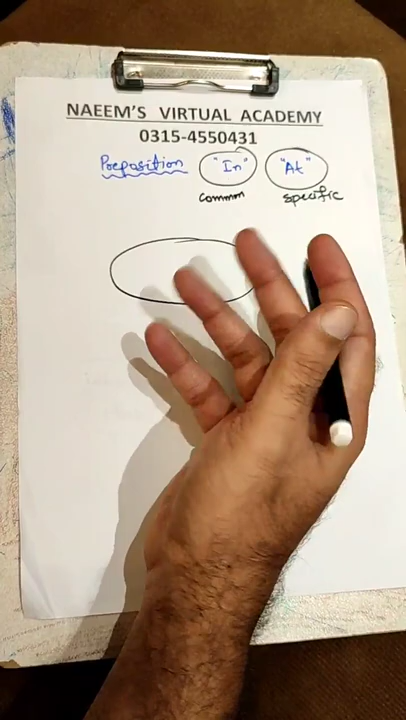 NAEEM'S VIRTUAL ACADEMY
0315-4550431
Preposition "In" "At"
common specific